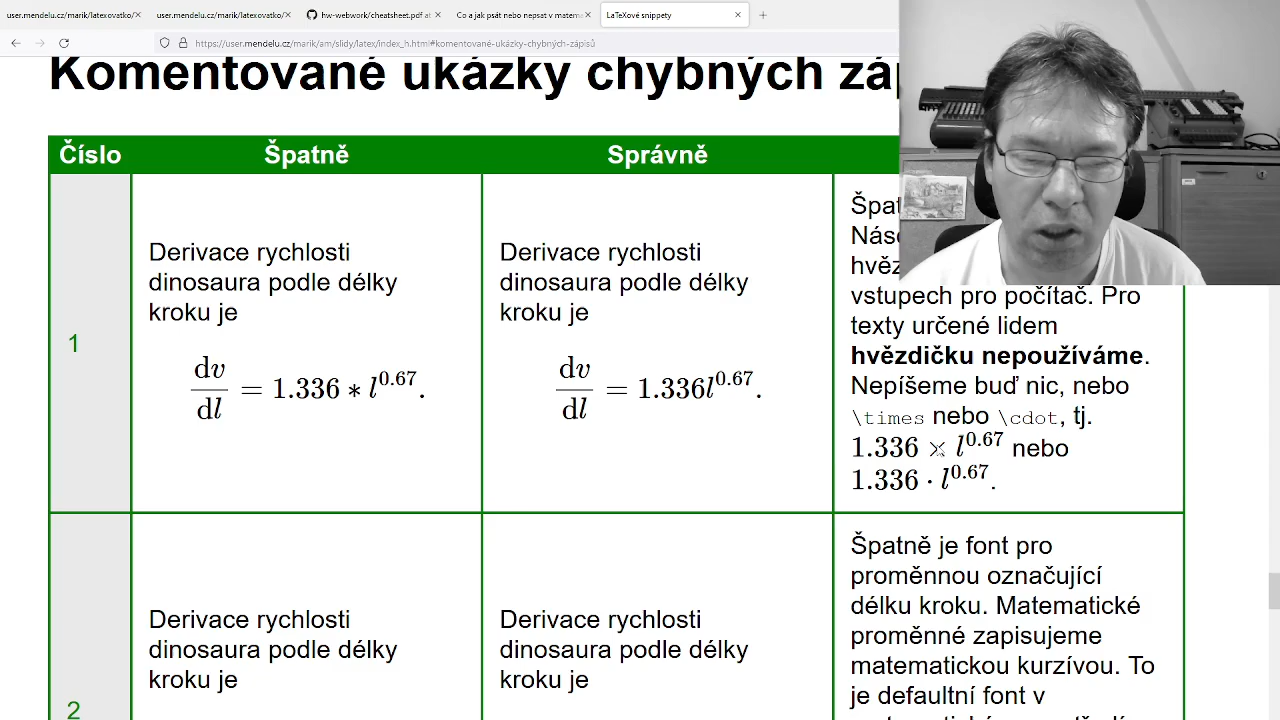 user.mendelu.cz/marik/latexovatko/
user.mendelu.cz/marik/latexovatko/
hw-webwork/cheatsheet.pdf at
Co a jak psát nebo nepsat v matem
LaTeXové snippety
https://user.mendelu.cz/marik/am/slidy/latex/index_h.html#komentované-ukázky-chybných-zápisů
Komentované ukázky chybných
Číslo
Špatně
Správně
1
Derivace rychlosti
dinosaura podle délky
kroku je
dv/dl = 1.336 ∗ l^0.67.
Derivace rychlosti
dinosaura podle délky
kroku je
dv/dl = 1.336l^0.67.
vstupech pro počítač. Pro
texty určené lidem
hvězdičku nepoužíváme.
Nepíšeme buď nic, nebo
\times nebo \cdot, tj.
1.336 × l^0.67 nebo
1.336 · l^0.67.
2
Derivace rychlosti
dinosaura podle délky
kroku je
Derivace rychlosti
dinosaura podle délky
kroku je
Špatně je font pro
proměnnou označující
délku kroku. Matematické
proměnné zapisujeme
matematickou kurzívou. To
je defaultní font v